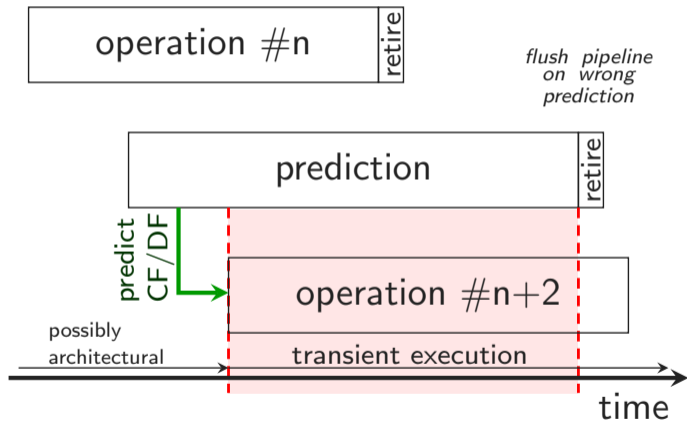 operation #n
retire
flush pipeline
on wrong
prediction
prediction
retire
predict
CF/DF
operation #n+2
possibly
architectural
transient execution
time